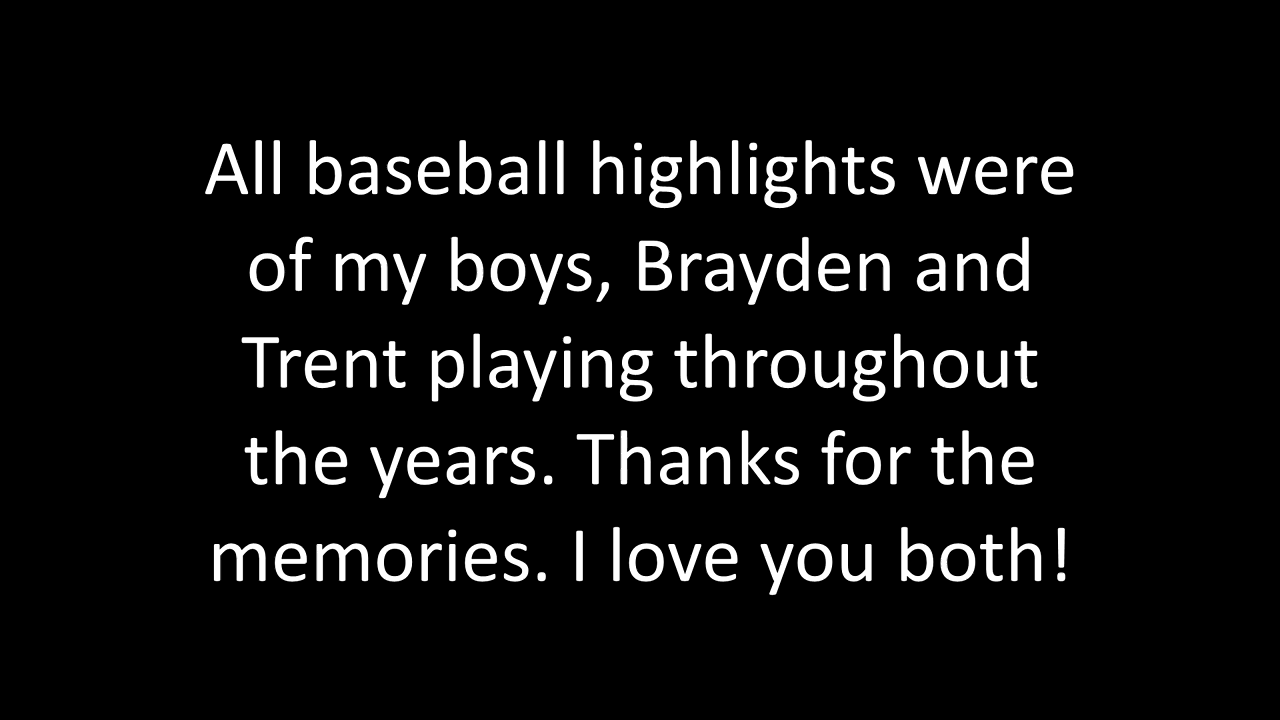 All baseball highlights were
of my boys, Brayden and
Trent playing throughout
the years. Thanks for the
memories. I love you both!